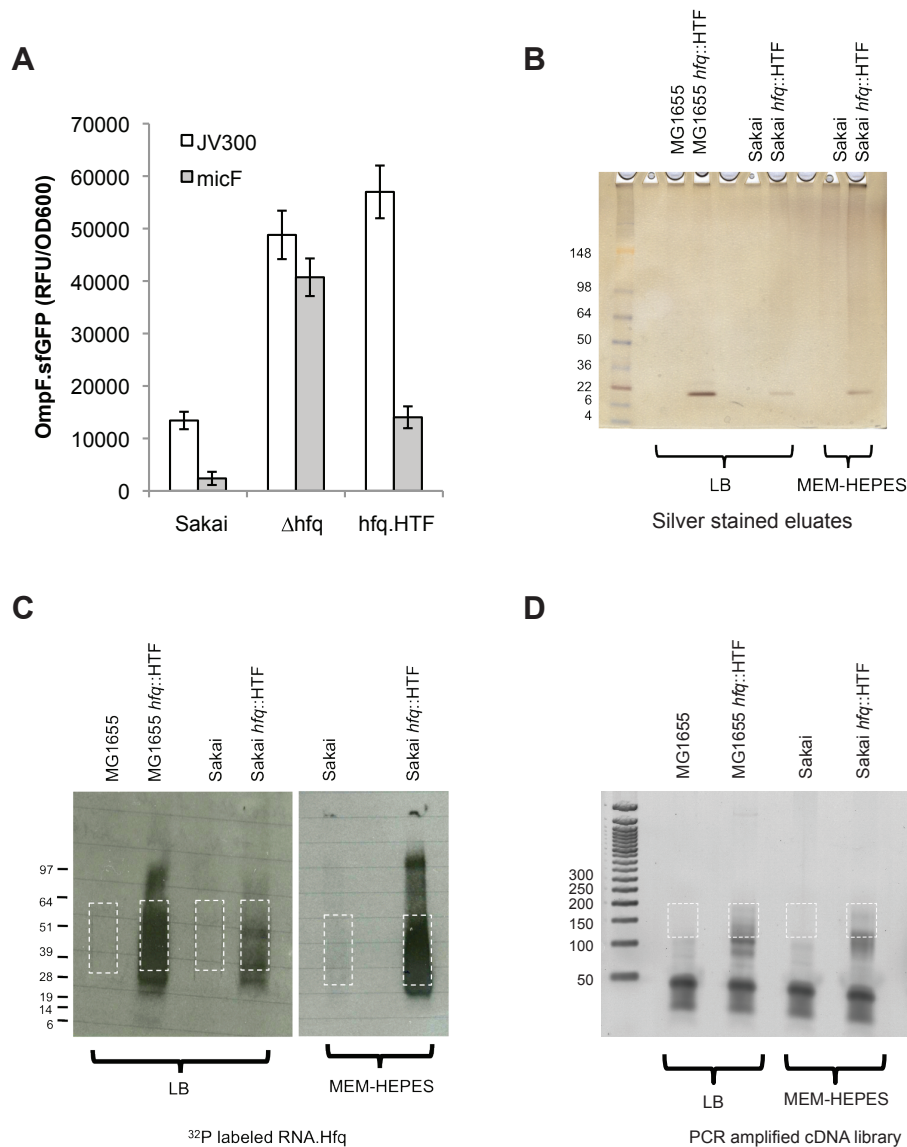 A
70000
60000
50000
40000
30000
20000
10000
0
OmpF.sfGFP (RFU/OD600)
JV300
micF
Sakai
Δhfq
hfq.HTF
B
MG1655
MG1655 hfq::HTF
Sakai
Sakai hfq::HTF
Sakai
Sakai hfq::HTF
148
98
64
50
36
22
6
4
LB
MEM-HEPES
Silver stained eluates
C
MG1655
MG1655 hfq::HTF
Sakai
Sakai hfq::HTF
Sakai
Sakai hfq::HTF
97
64
51
39
28
19
14
6
LB
MEM-HEPES
³²P labeled RNA.Hfq
D
MG1655
MG1655 hfq::HTF
Sakai
Sakai hfq::HTF
300
250
200
150
100
50
LB
MEM-HEPES
PCR amplified cDNA library